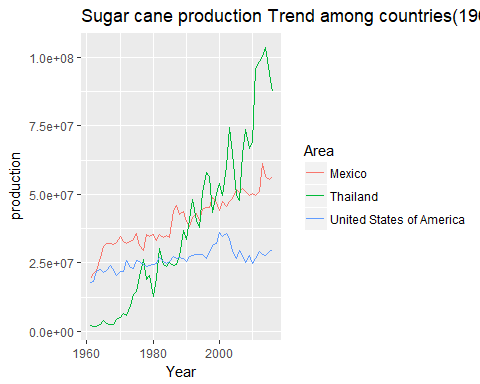 Sugar cane production Trend among countries(196
1.0e+08
7.5e+07
5.0e+07
2.5e+07
0.0e+00
production
1960
1980
2000
Year
Area
Mexico
Thailand
United States of America